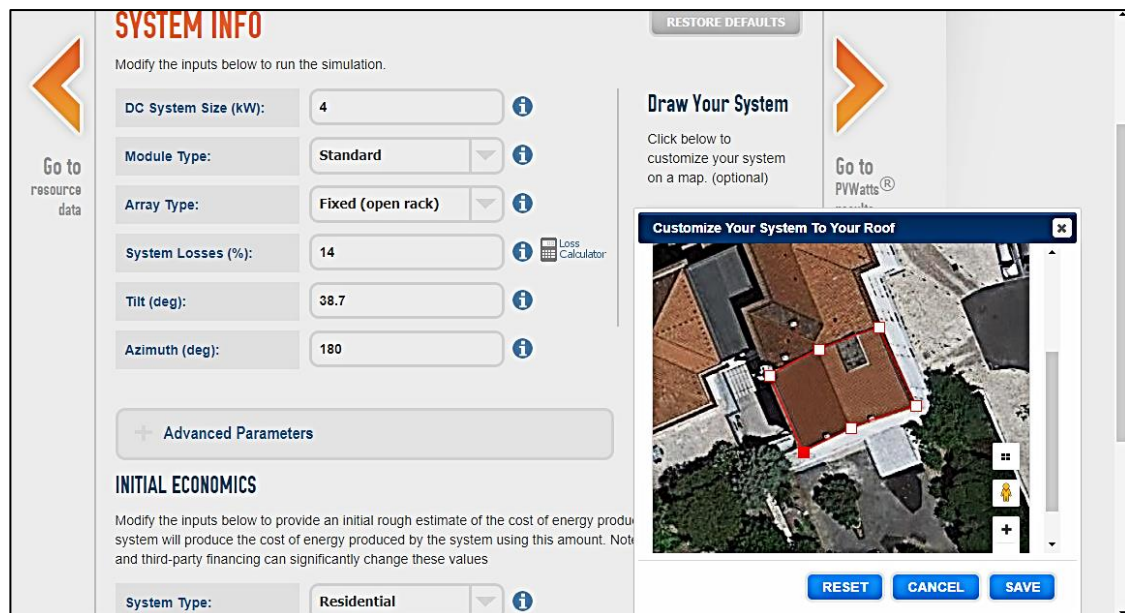 SYSTEM INFO
RESTORE DEFAULTS
Modify the inputs below to run the simulation.
DC System Size (kW):
4
Module Type:
Standard
Array Type:
Fixed (open rack)
System Losses (%):
14
Loss
Calculator
Tilt (deg):
38.7
Azimuth (deg):
180
Go to
resource
data
Draw Your System
Click below to
customize your system
on a map. (optional)
Go to
PVWatts®
results
Customize Your System To Your Roof
RESET
CANCEL
SAVE
Advanced Parameters
INITIAL ECONOMICS
Modify the inputs below to provide an initial rough estimate of the cost of energy produ
system will produce the cost of energy produced by the system using this amount. Note
and third-party financing can significantly change these values
System Type:
Residential